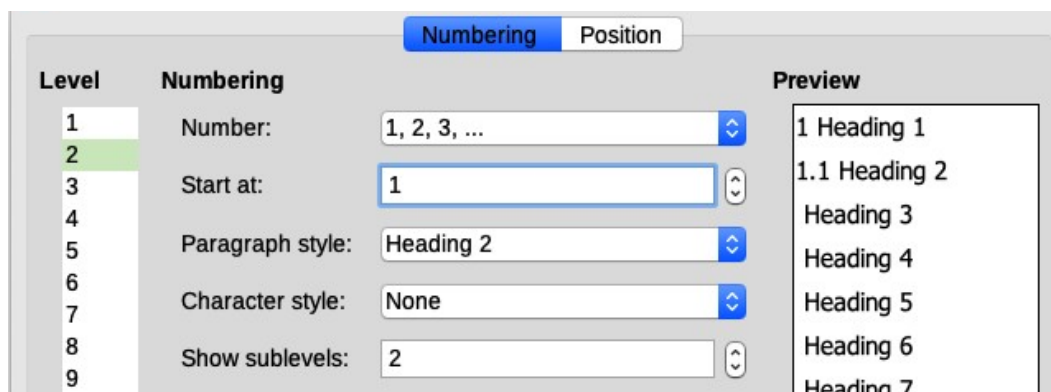 Numbering Position
Level
1
2
3
4
5
6
7
8
9
Numbering
Number: 1, 2, 3, ...
Start at: 1
Paragraph style: Heading 2
Character style: None
Show sublevels: 2
Preview
1 Heading 1
1.1 Heading 2
Heading 3
Heading 4
Heading 5
Heading 6
Heading 7